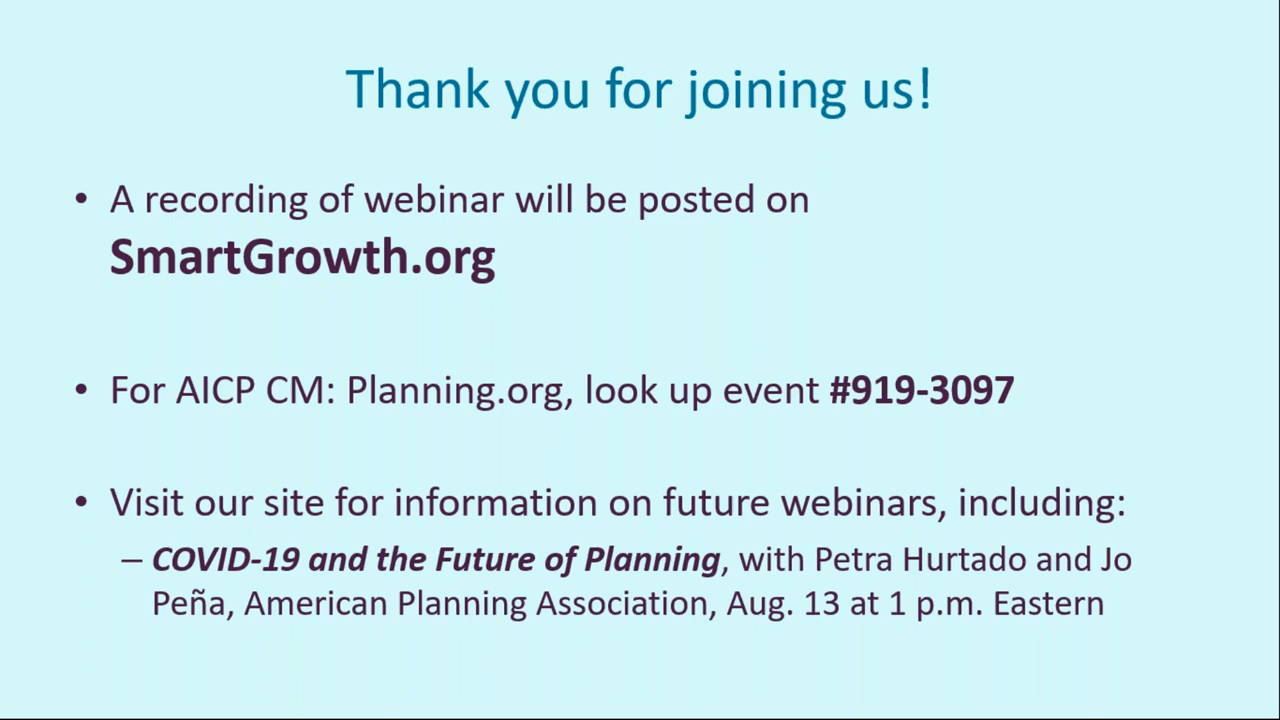 Thank you for joining us!
• A recording of webinar will be posted on
SmartGrowth.org
• For AICP CM: Planning.org, look up event #919-3097
• Visit our site for information on future webinars, including:
– COVID-19 and the Future of Planning, with Petra Hurtado and Jo
Peña, American Planning Association, Aug. 13 at 1 p.m. Eastern